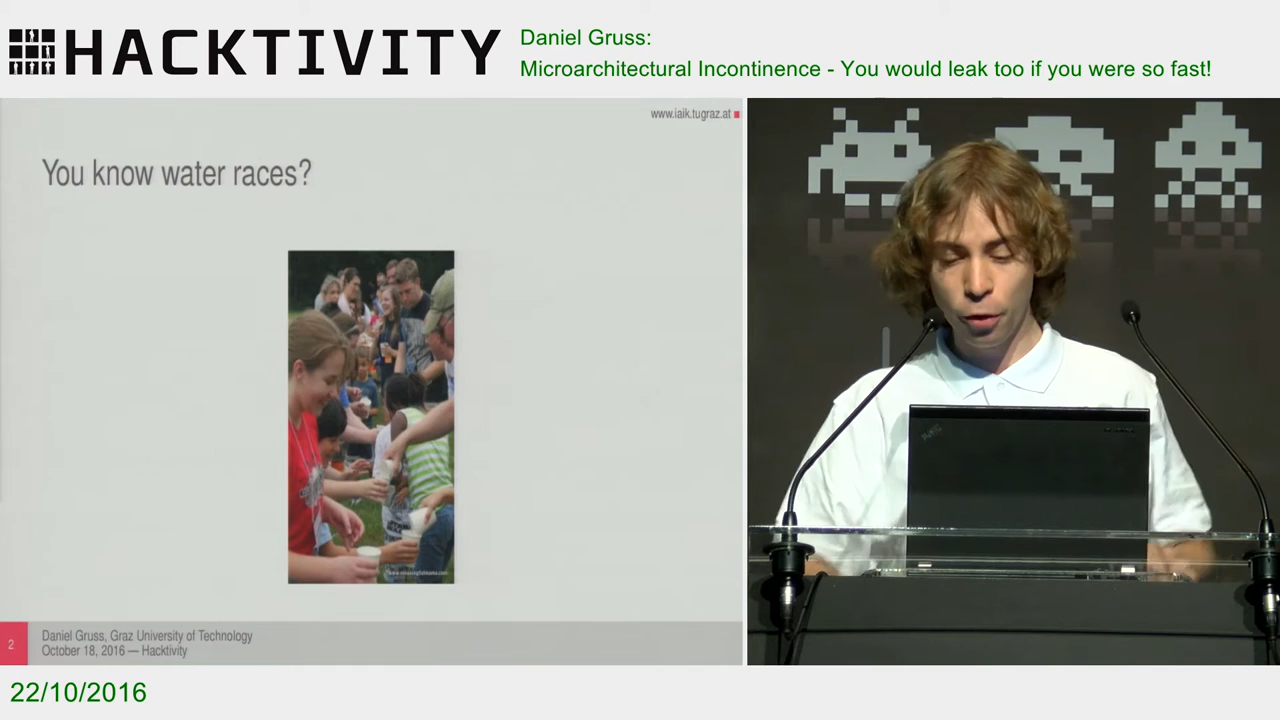 HACKTIVITY
Daniel Gruss:
Microarchitectural Incontinence - You would leak too if you were so fast!
www.iaik.tugraz.at
You know water races?
2
Daniel Gruss, Graz University of Technology
October 18, 2016 — Hacktivity
22/10/2016